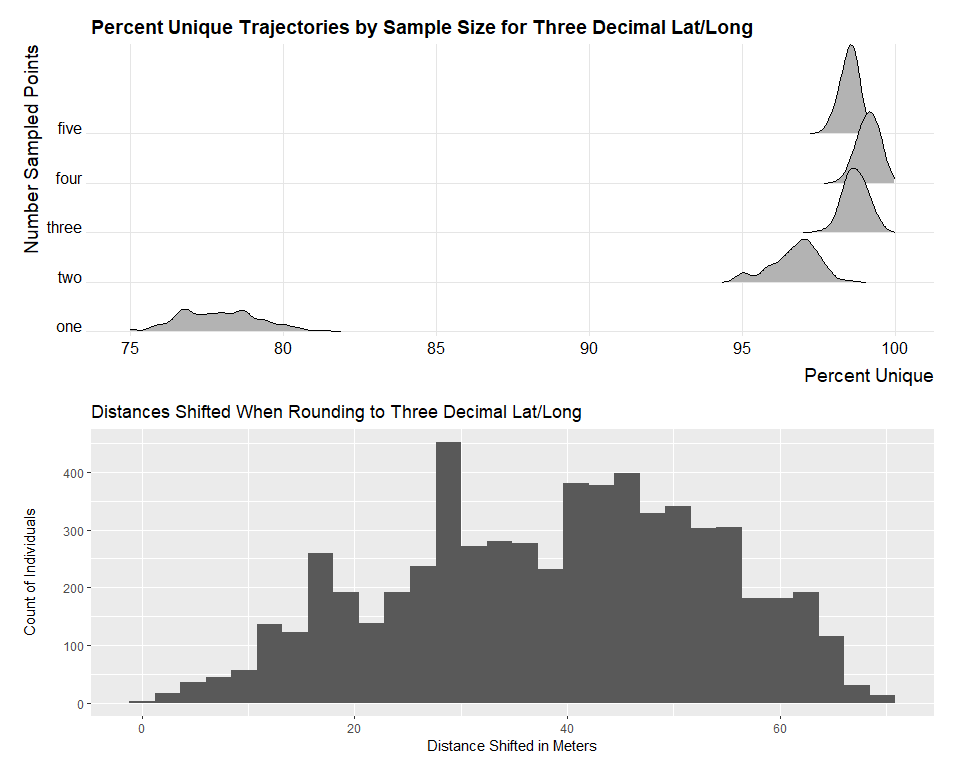 Percent Unique Trajectories by Sample Size for Three Decimal Lat/Long
Number Sampled Points
five
four
three
two
one
75 80 85 90 95 100
Percent Unique
Distances Shifted When Rounding to Three Decimal Lat/Long
Count of Individuals
400
300
200
100
0
0 20 40 60
Distance Shifted in Meters